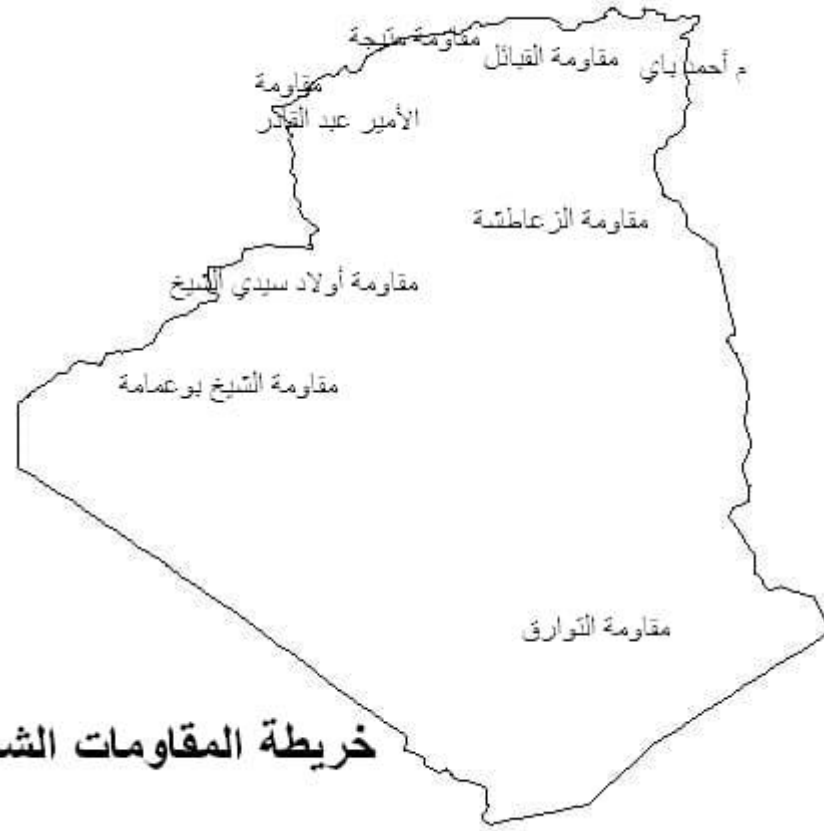 مقاومة متيجة
مقاومة القبائل
م أحمد باي
مقاومة
الأمير عبد القادر
مقاومة الزعاطشة
مقاومة أولاد سيدي الشيخ
مقاومة الشيخ بوعمامة
مقاومة التوارق
خريطة المقاومات